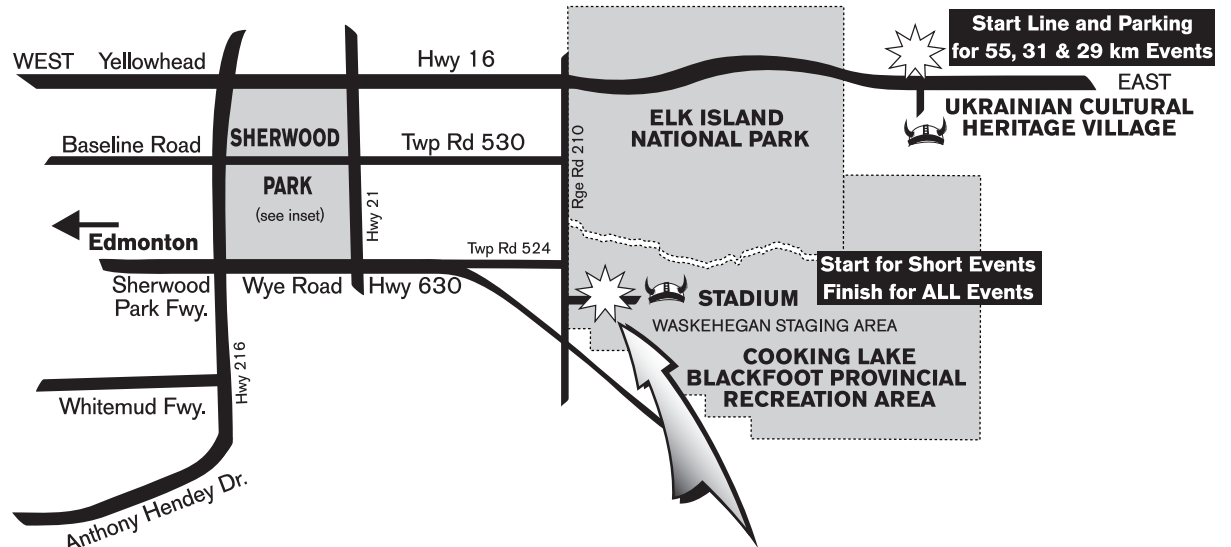 Start Line and Parking
for 55, 31 & 29 km Events
WEST Yellowhead
Hwy 16
EAST
UKRAINIAN CULTURAL
HERITAGE VILLAGE
ELK ISLAND
NATIONAL PARK
Baseline Road
SHERWOOD
PARK
(see inset)
Twp Rd 530
Rge Rd 210
Hwy 21
Edmonton
Twp Rd 524
Sherwood
Park Fwy.
Wye Road
Hwy 630
Start for Short Events
Finish for ALL Events
STADIUM
WASKEHEGAN STAGING AREA
COOKING LAKE
BLACKFOOT PROVINCIAL
RECREATION AREA
Hwy 216
Whitemud Fwy.
Anthony Hendey Dr.